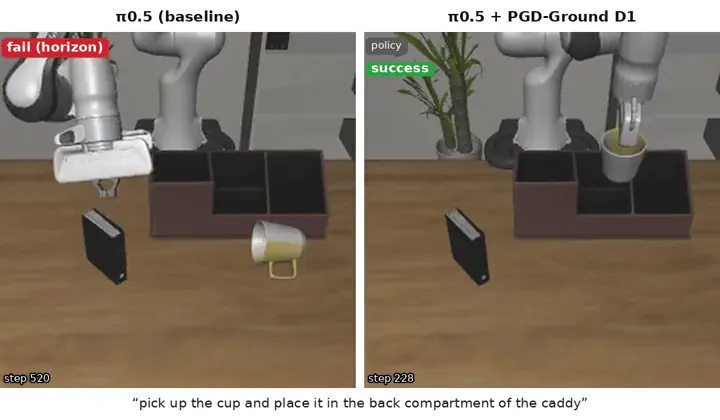 π0.5 (baseline)
π0.5 + PGD-Ground D1
fail (horizon)
policy
success
step 520
step 228
“pick up the cup and place it in the back compartment of the caddy”